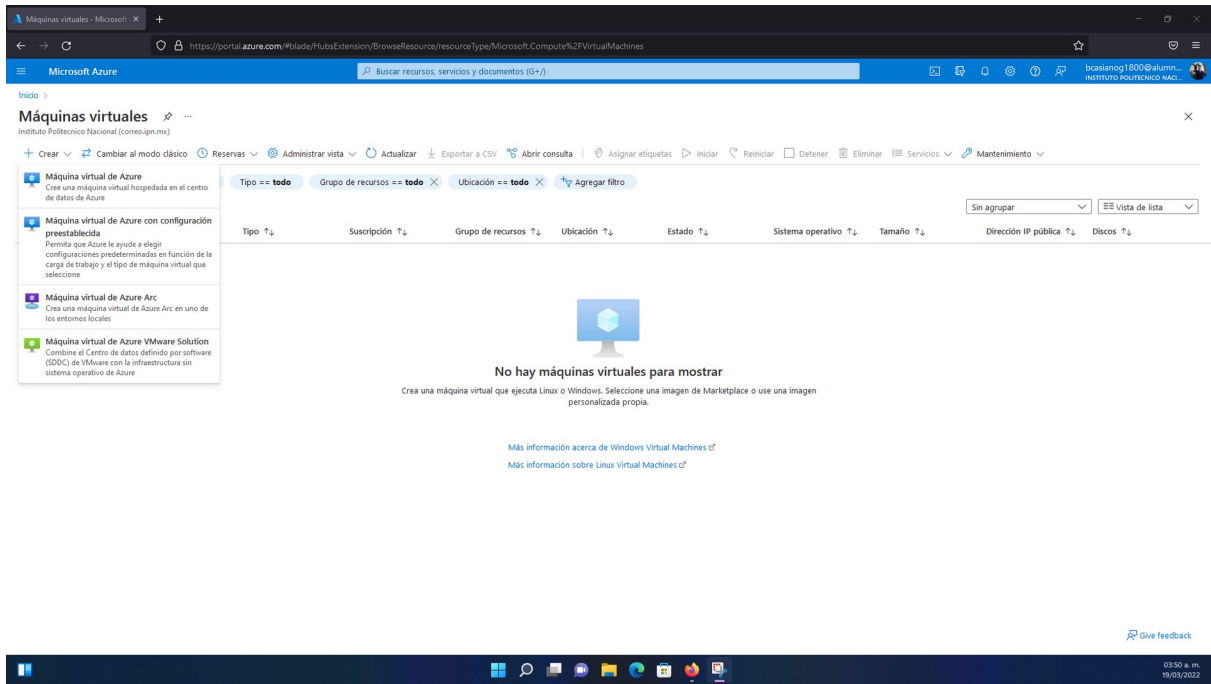 Máquinas virtuales - Microsoft
https://portal.azure.com/#blade/HubsExtension/BrowseResource/resourceType/Microsoft.Compute%2FVirtualMachines
Microsoft Azure
Buscar recursos, servicios y documentos (G+/)
bcasianog1800@alumn...
INSTITUTO POLITECNICO NACI...
Inicio >
Máquinas virtuales
Instituto Politecnico Nacional (correo.ipn.mx)
Crear Cambiar al modo clásico Reservas Administrar vista Actualizar Exportar a CSV Abrir consulta Asignar etiquetas Iniciar Reiniciar Detener Eliminar Servicios Mantenimiento
Máquina virtual de Azure
Cree una máquina virtual hospedada en el centro
de datos de Azure
Máquina virtual de Azure con configuración
preestablecida
Permita que Azure le ayude a elegir
configuraciones predeterminadas en función de la
carga de trabajo y el tipo de máquina virtual que
seleccione
Máquina virtual de Azure Arc
Crea una máquina virtual de Azure Arc en uno de
los entornos locales
Máquina virtual de Azure VMware Solution
Combine el Centro de datos definido por software
(SDDC) de VMware con la infraestructura sin
sistema operativo de Azure
Tipo == todo Grupo de recursos == todo Ubicación == todo Agregar filtro
Sin agrupar Vista de lista
Tipo Suscripción Grupo de recursos Ubicación Estado Sistema operativo Tamaño Dirección IP pública Discos
No hay máquinas virtuales para mostrar
Crea una máquina virtual que ejecuta Linux o Windows. Seleccione una imagen de Marketplace o use una imagen
personalizada propia.
Más información acerca de Windows Virtual Machines
Más información sobre Linux Virtual Machines
Give feedback
03:50 a. m.
19/03/2022